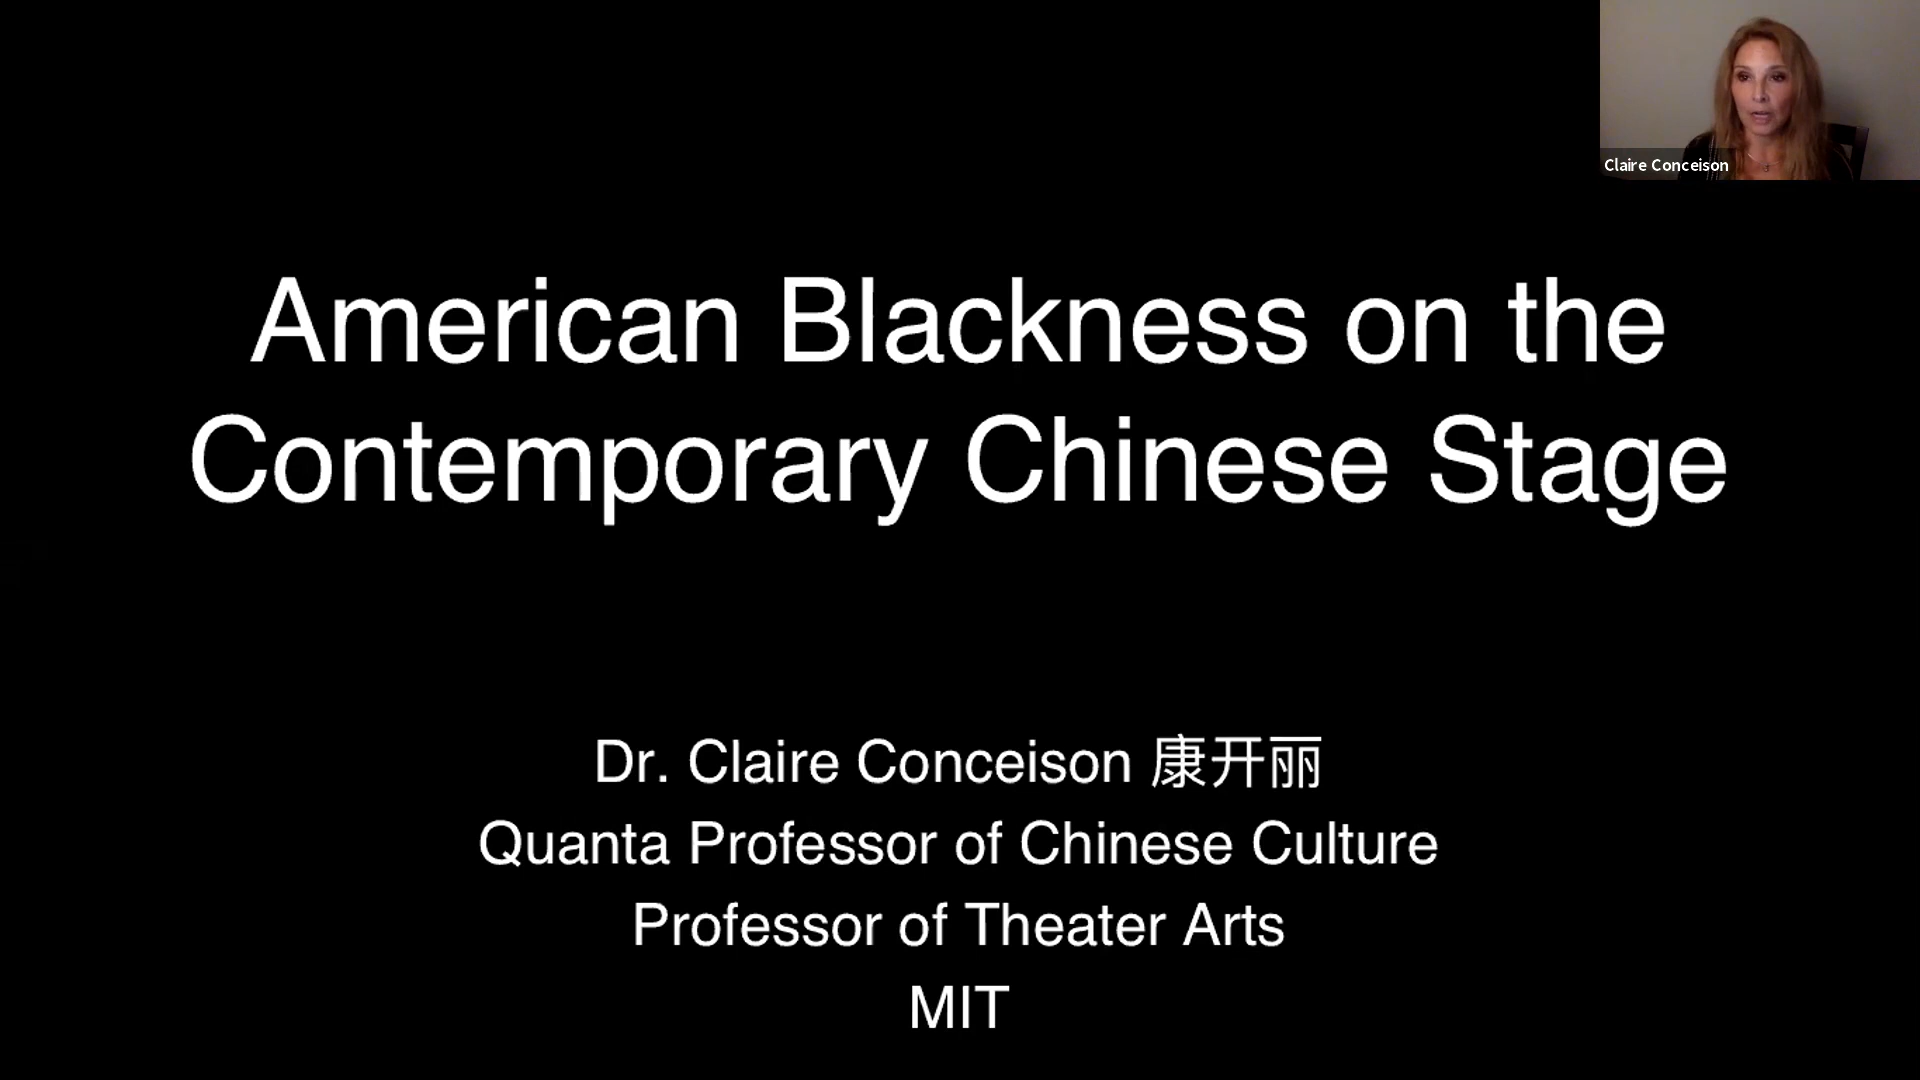 Claire Conceison
American Blackness on the
Contemporary Chinese Stage
Dr. Claire Conceison 康开丽
Quanta Professor of Chinese Culture
Professor of Theater Arts
MIT